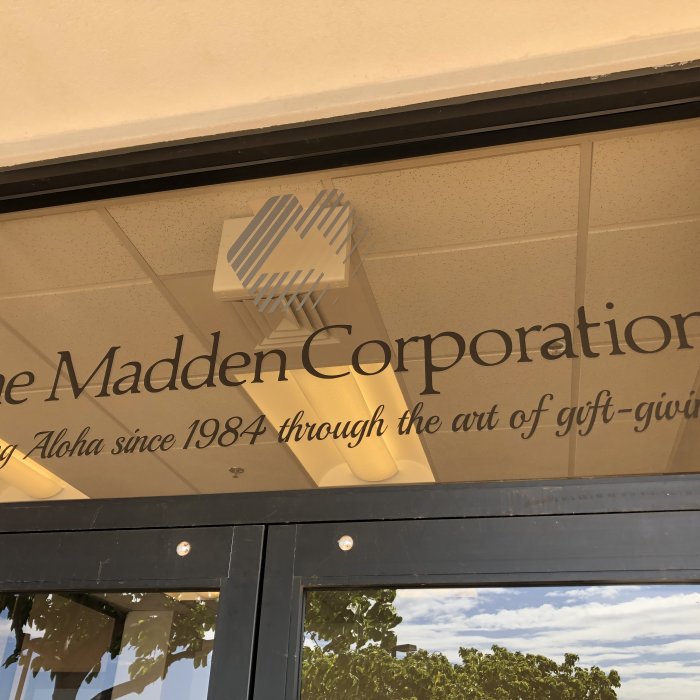 he Madden Corporation
g Aloha since 1984 through the art of gift-givin